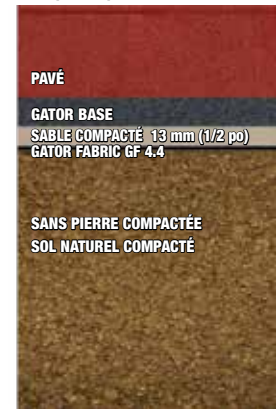 PAVÉ
GATOR BASE
SABLE COMPACTÉ 13 mm (1/2 po)
GATOR FABRIC GF 4.4
SANS PIERRE COMPACTÉE
SOL NATUREL COMPACTÉ